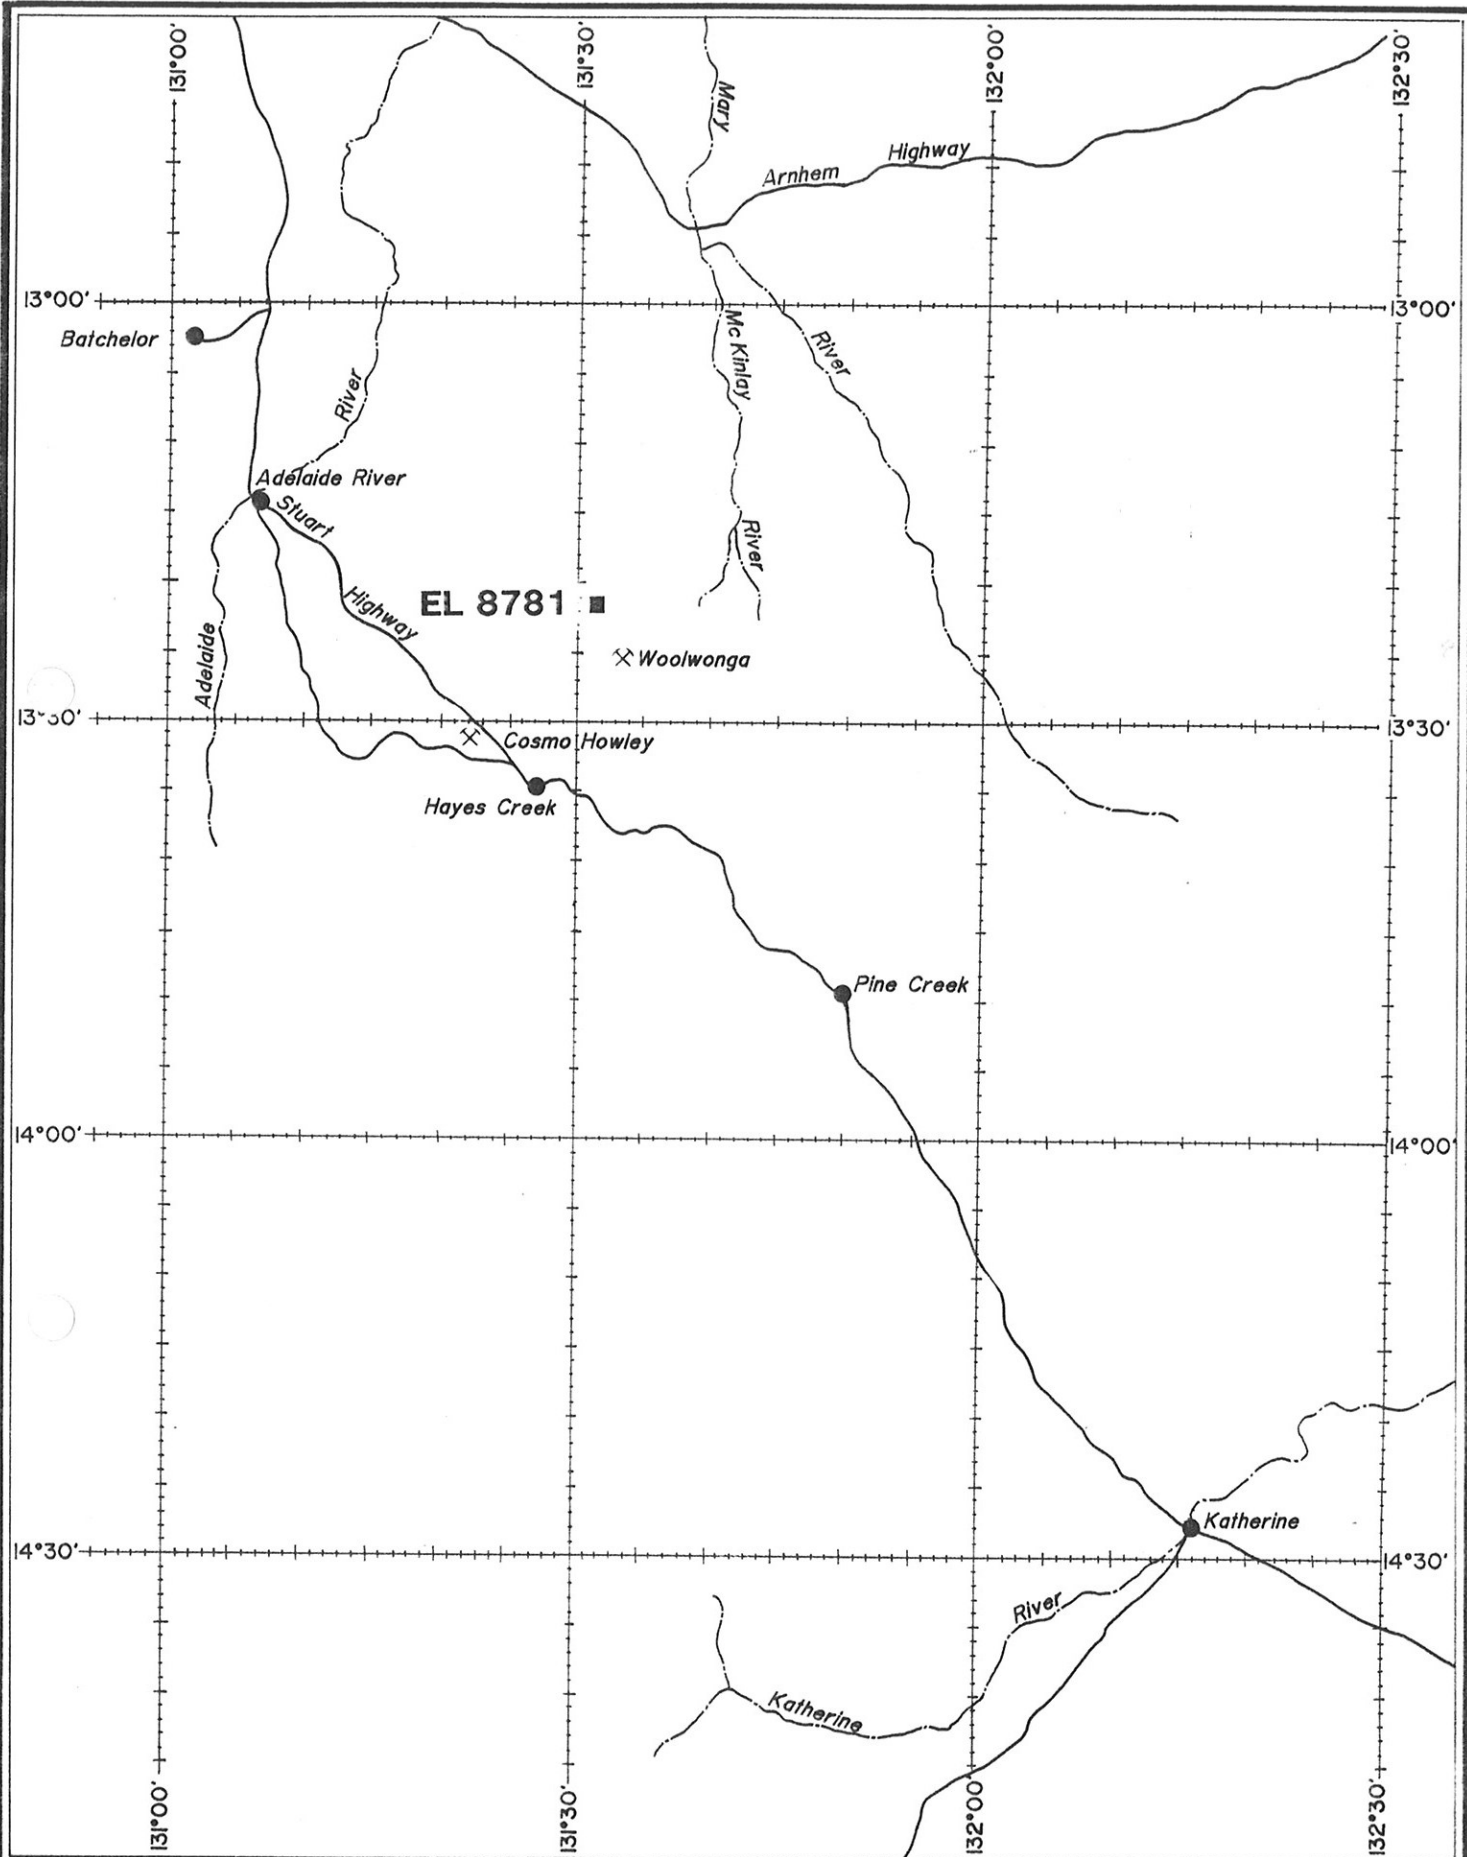 131°00'
131°30'
132°00'
132°30'
Mary
Highway
Arnhem
13°00'
13°00'
Batchelor
Mc Kinlay
River
River
Adelaide River
Stuart
River
Highway
EL 8781
Woolwonga
Adelaide
13°30'
13°30'
Cosmo Howley
Hayes Creek
Pine Creek
14°00'
14°00'
Katherine
14°30'
14°30'
River
Katherine
131°00'
131°30'
132°00'
132°30'